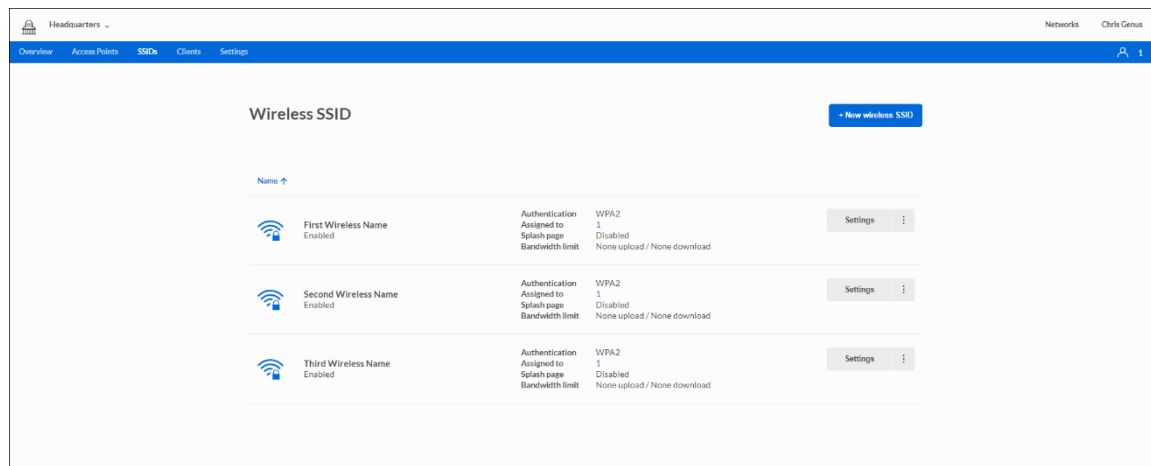 Headquarters
Networks
Chris Genus
Overview
Access Points
SSIDs
Clients
Settings
1
Wireless SSID
+ New wireless SSID
Name ↑
First Wireless Name
Enabled
Authentication WPA2
Assigned to 1
Splash page Disabled
Bandwidth limit None upload / None download
Settings
Second Wireless Name
Enabled
Authentication WPA2
Assigned to 1
Splash page Disabled
Bandwidth limit None upload / None download
Settings
Third Wireless Name
Enabled
Authentication WPA2
Assigned to 1
Splash page Disabled
Bandwidth limit None upload / None download
Settings